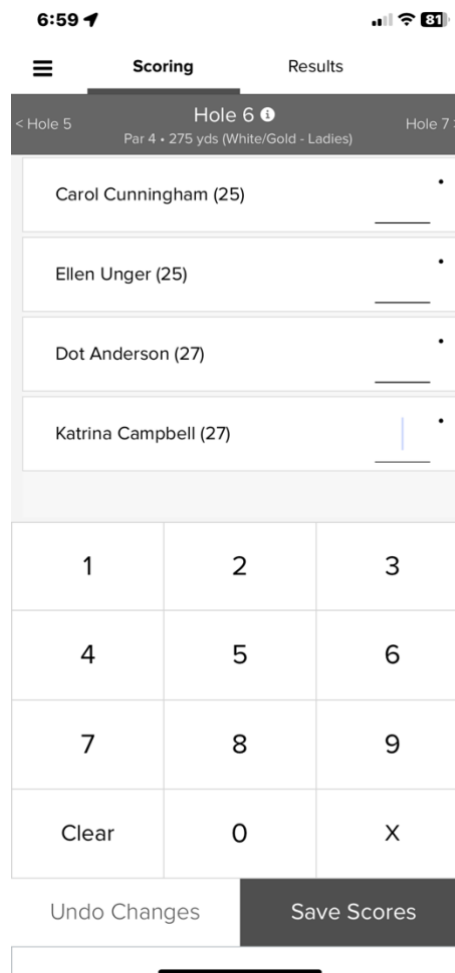 6:59
81
Scoring Results
< Hole 5 Hole 6 Hole 7 >
Par 4 • 275 yds (White/Gold - Ladies)
Carol Cunningham (25)
Ellen Unger (25)
Dot Anderson (27)
Katrina Campbell (27)
1 2 3
4 5 6
7 8 9
Clear 0 X
Undo Changes Save Scores